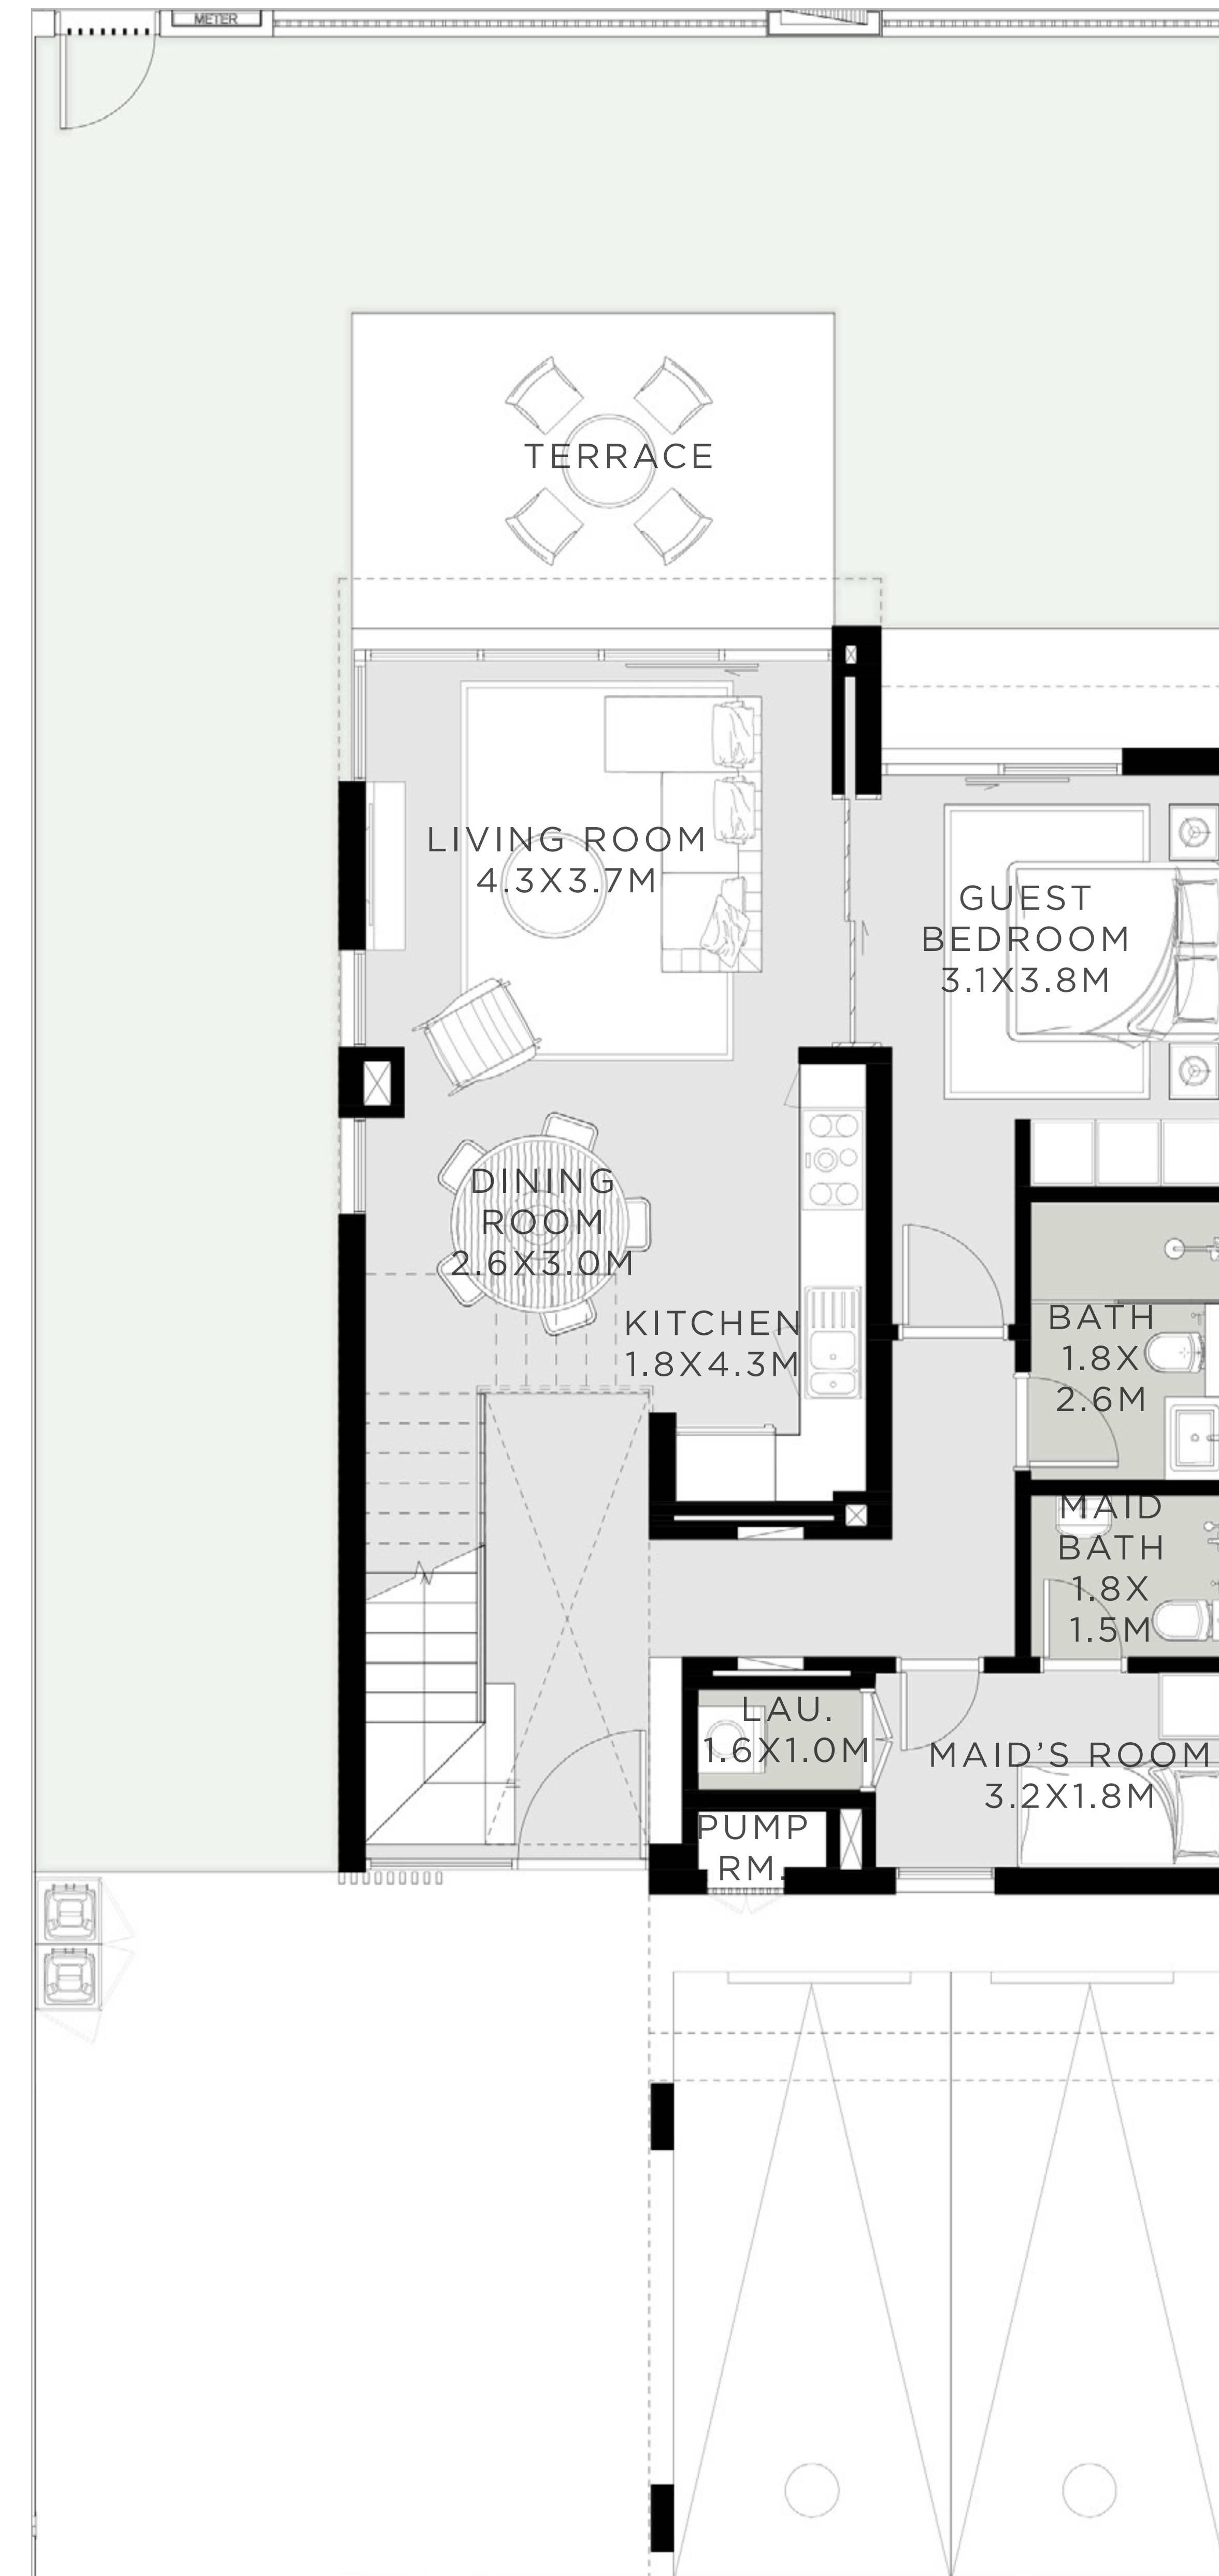 METER
TERRACE
LIVING ROOM
4.3X3.7M
GUEST
BEDROOM
3.1X3.8M
DINING
ROOM
2.6X3.0M
KITCHEN
1.8X4.3M
BATH
1.8X
2.6M
MAID
BATH
1.8X
1.5M
LAU.
1.6X1.0M
MAID’S ROOM
3.2X1.8M
PUMP
RM.